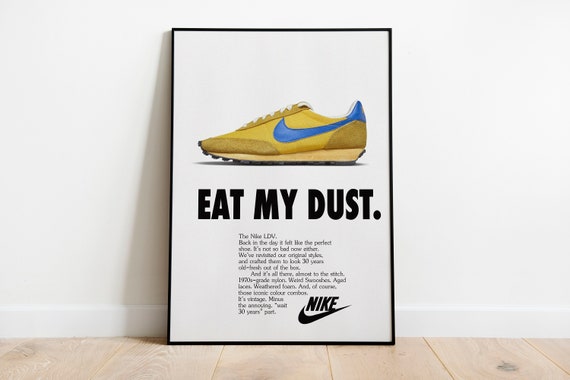 EAT MY DUST.
The Nike LDV.
Back in the day it felt like the perfect
shoe. It's not so bad now either.
We've revisited our original styles,
and crafted them to look 30 years
old-fresh out of the box.
And it's all there, almost to the stitch.
1970s-grade nylon. Weird Swooshes. Aged
laces. Weathered foam. And, of course,
those iconic colour combos.
It's vintage. Minus
the annoying, "wait
30 years" part.
NIKE